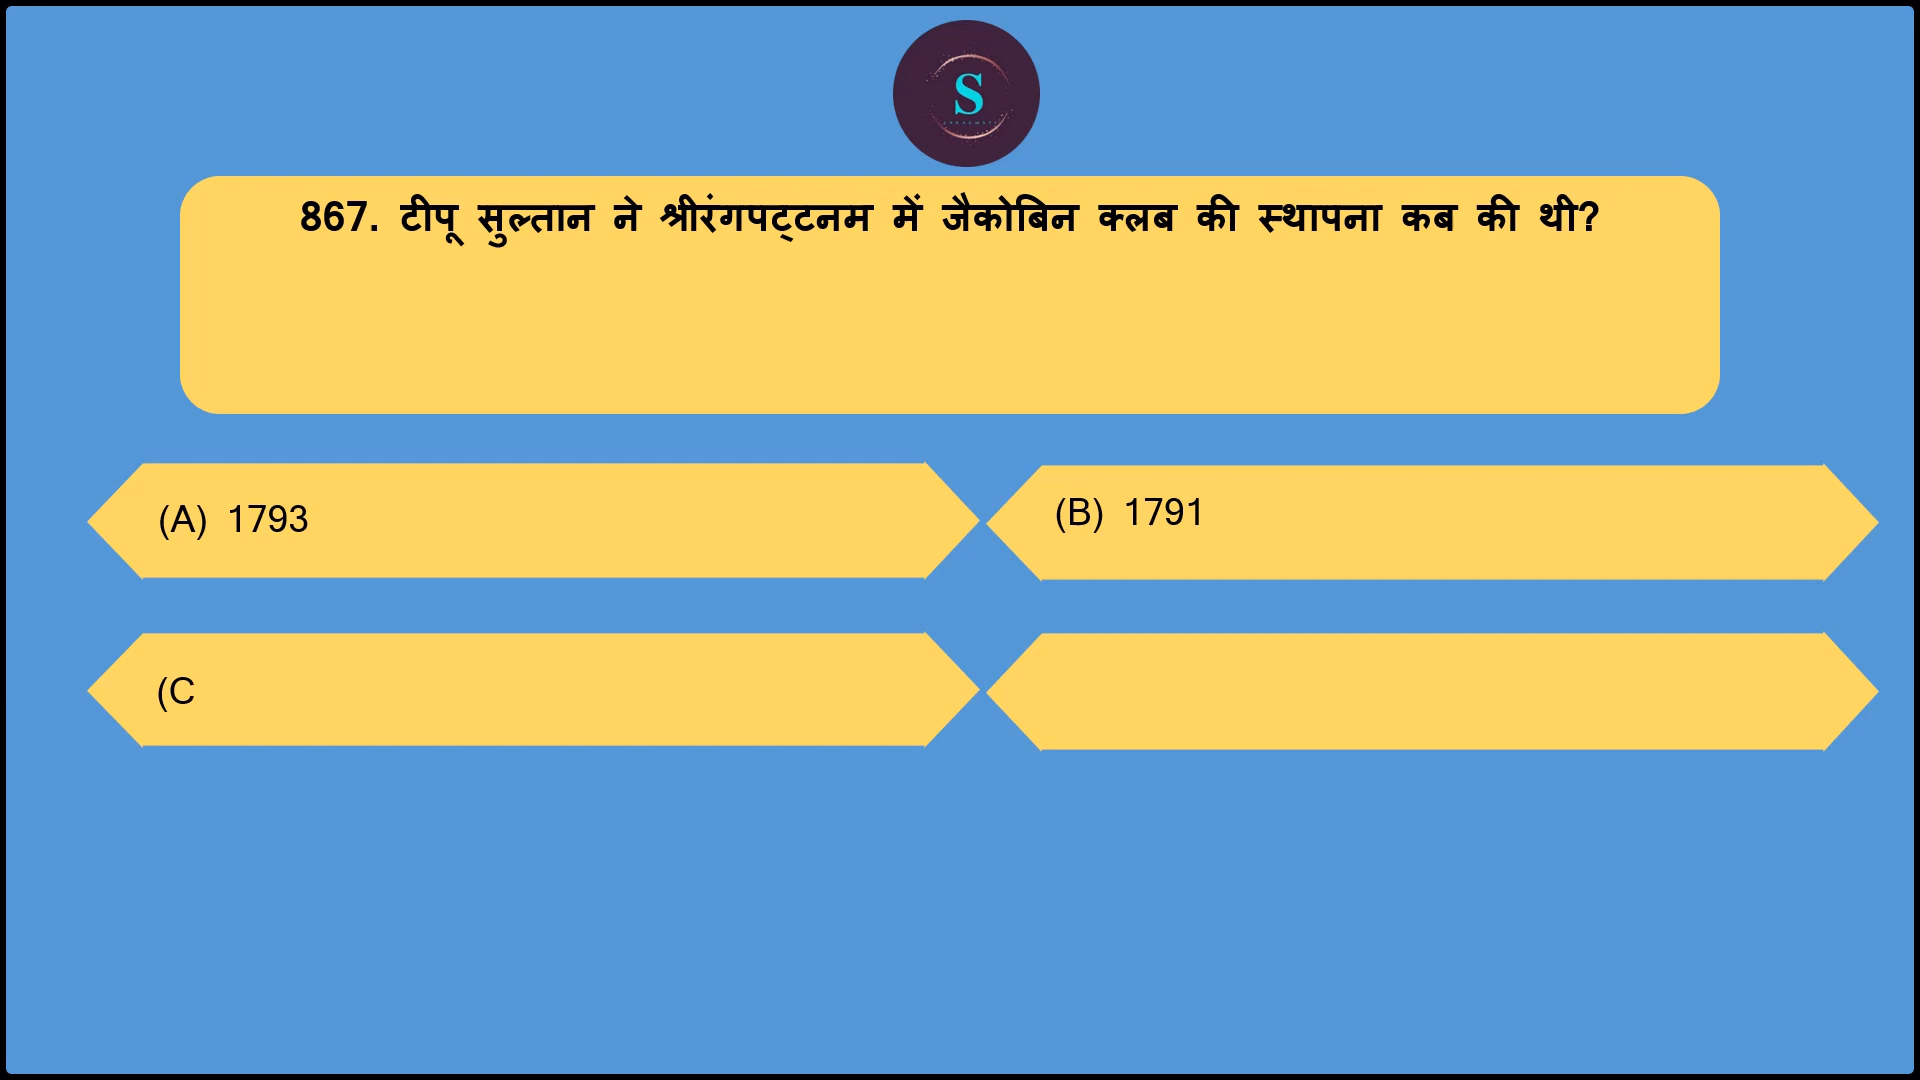 S
867. टीपू सुल्तान ने श्रीरंगपट्टनम में जैकोबिन क्लब की स्थापना कब की थी?
(A) 1793
(B) 1791
(C